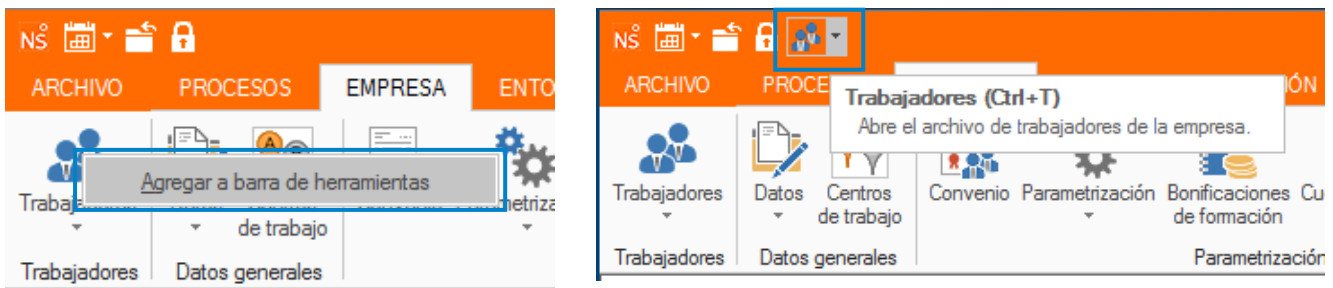 NS
ARCHIVO PROCESOS EMPRESA ENTO
Agregar a barra de herramientas
de trabajo
Trabajadores Datos generales
NS
ARCHIVO PROCE IÓN
Trabajadores (Ctrl+T)
Abre el archivo de trabajadores de la empresa.
Trabajadores Datos Centros Convenio Parametrización Bonificaciones Cu
de trabajo de formación
Trabajadores Datos generales Parametrización